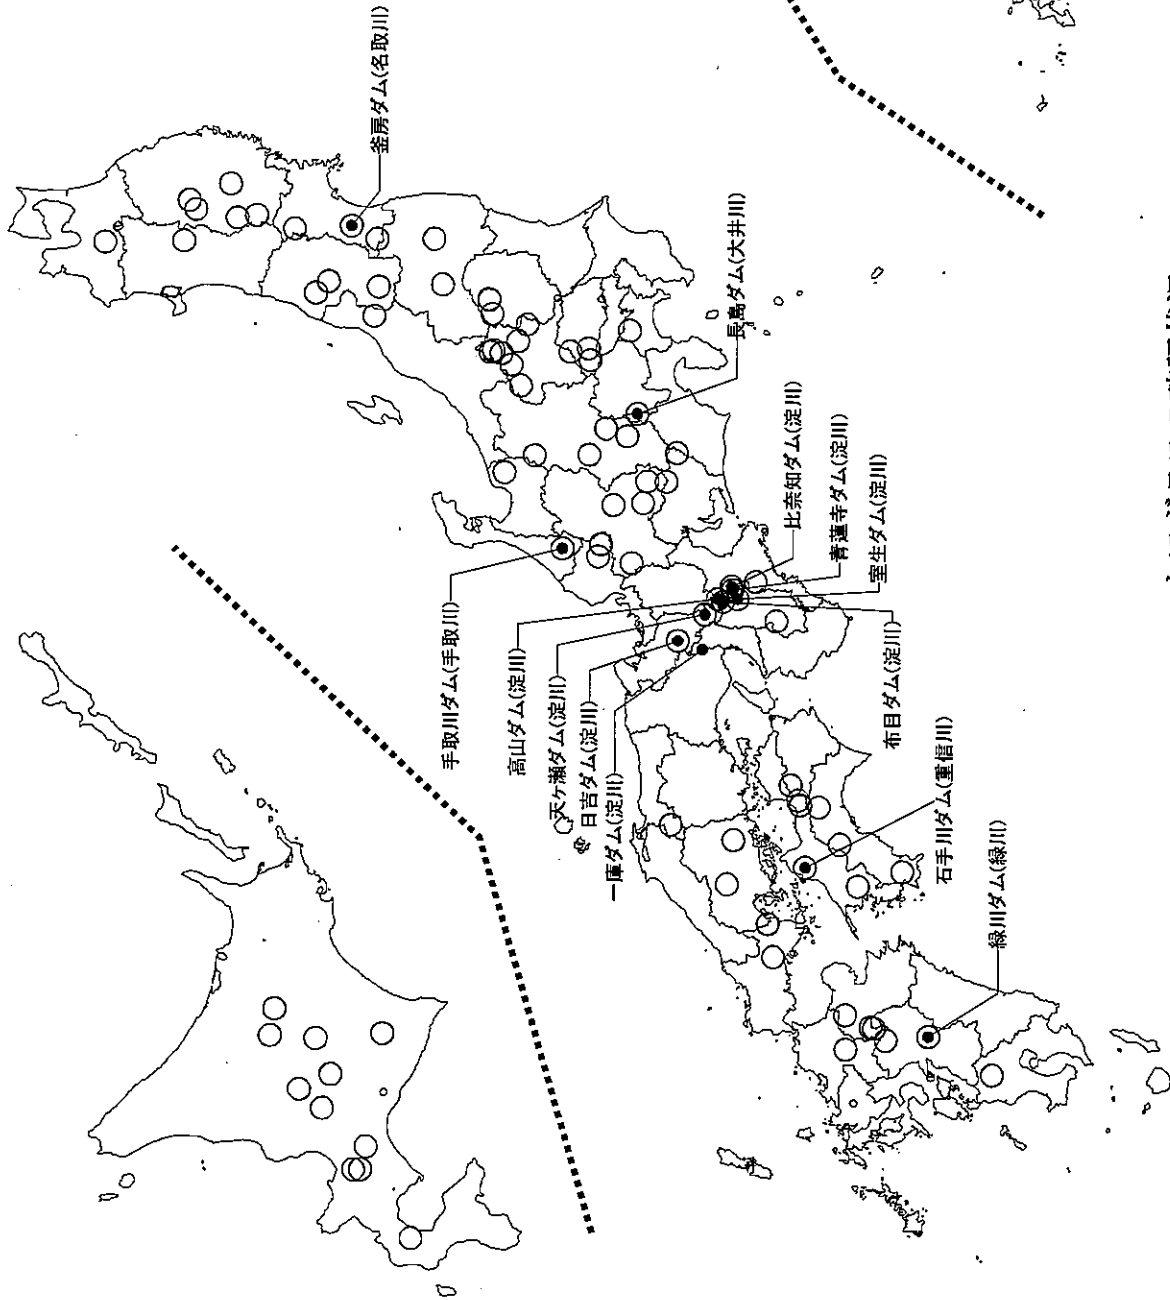 釜房ダム(名取川)
長島ダム(大井川)
比奈知ダム(淀川)
青蓮寺ダム(淀川)
室生ダム(淀川)
布目ダム(淀川)
手取川ダム(手取川)
高山ダム(淀川)
天ケ瀬ダム(淀川)
日吉ダム(淀川)
一庫ダム(淀川)
石手川ダム(重信川)
緑川ダム(緑川)